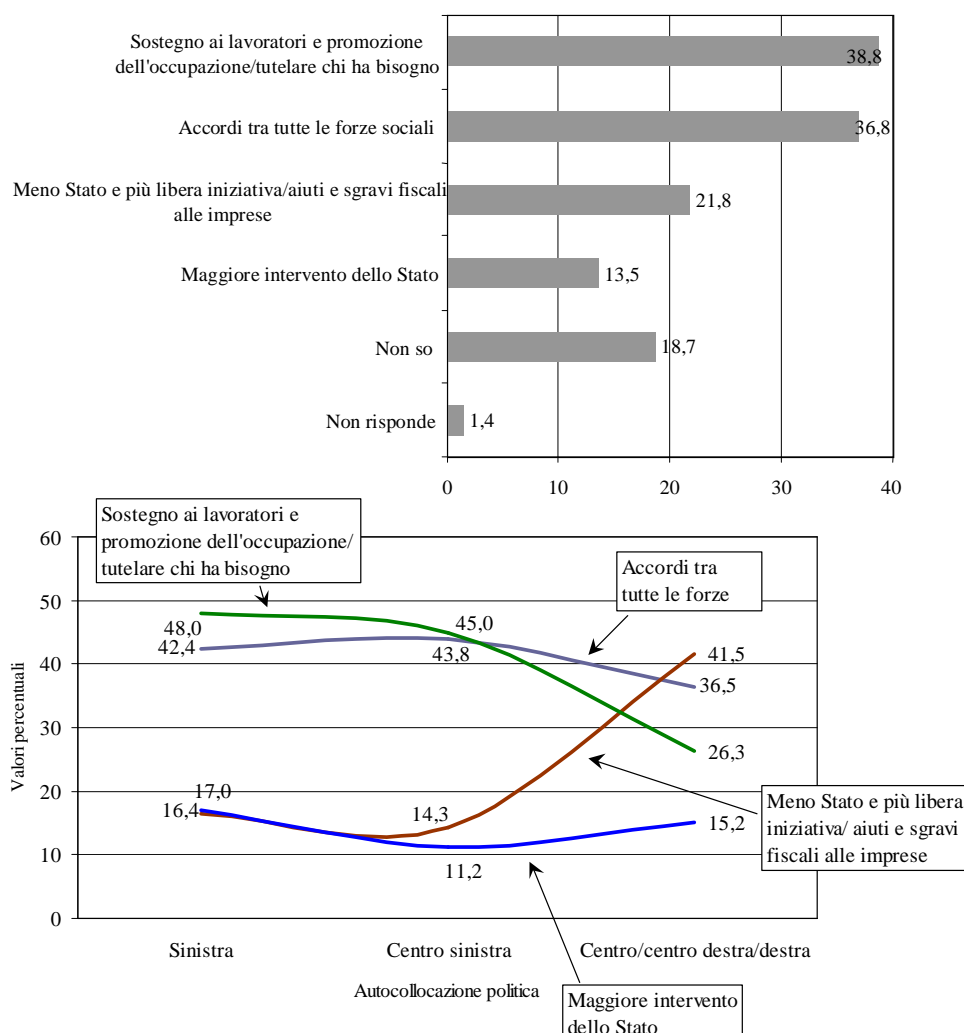 Sostegno ai lavoratori e promozione
dell'occupazione/tutelare chi ha bisogno
38,8
Accordi tra tutte le forze sociali
36,8
Meno Stato e più libera iniziativa/aiuti e sgravi fiscali
alle imprese
21,8
Maggiore intervento dello Stato
13,5
Non so
18,7
Non risponde
1,4
0 10 20 30 40
Sostegno ai lavoratori e
promozione dell'occupazione/
tutelare chi ha bisogno
Accordi tra
tutte le forze
Valori percentuali
60
50
40
30
20
10
0
48,0
42,4
45,0
43,8
41,5
36,5
26,3
17,0
16,4
14,3
11,2
15,2
Meno Stato e più libera
iniziativa/ aiuti e sgravi
fiscali alle imprese
Sinistra Centro sinistra Centro/centro destra/destra
Autocollocazione politica
Maggiore intervento
dello Stato